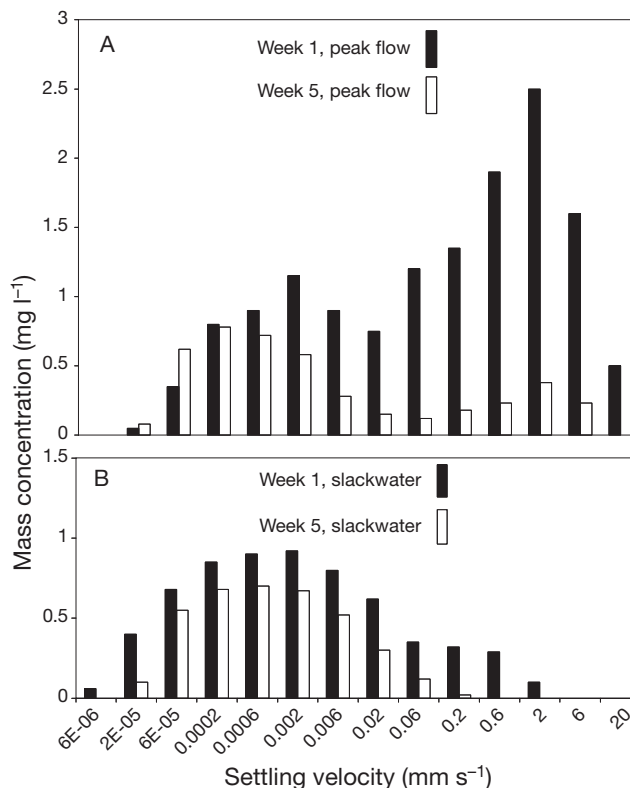 3
A
Week 1, peak flow
Week 5, peak flow
2.5
2
1.5
1
0.5
0
1.5
B
Week 1, slackwater
Week 5, slackwater
1
0.5
0
Mass concentration (mg l⁻¹)
6E-06 2E-05 6E-05 0.0002 0.0006 0.002 0.006 0.02 0.06 0.2 0.6 2 6 20
Settling velocity (mm s⁻¹)